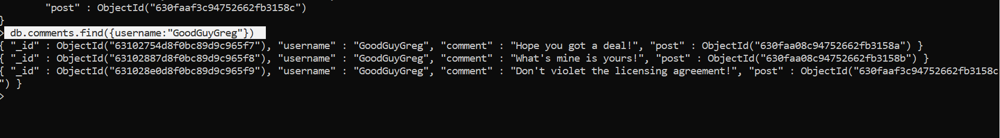 "post" : ObjectId("630faaf3c94752662fb3158c")
}
> db.comments.find({username:"GoodGuyGreg"})
{ "_id" : ObjectId("63102754d8f0bc89d9c965f7"), "username" : "GoodGuyGreg", "comment" : "Hope you got a deal!", "post" : ObjectId("630faa08c94752662fb3158a") }
{ "_id" : ObjectId("63102887d8f0bc89d9c965f8"), "username" : "GoodGuyGreg", "comment" : "What's mine is yours!", "post" : ObjectId("630faa08c94752662fb3158b") }
{ "_id" : ObjectId("631028e0d8f0bc89d9c965f9"), "username" : "GoodGuyGreg", "comment" : "Don't violet the licensing agreement!", "post" : ObjectId("630faaf3c94752662fb3158c
") }
>